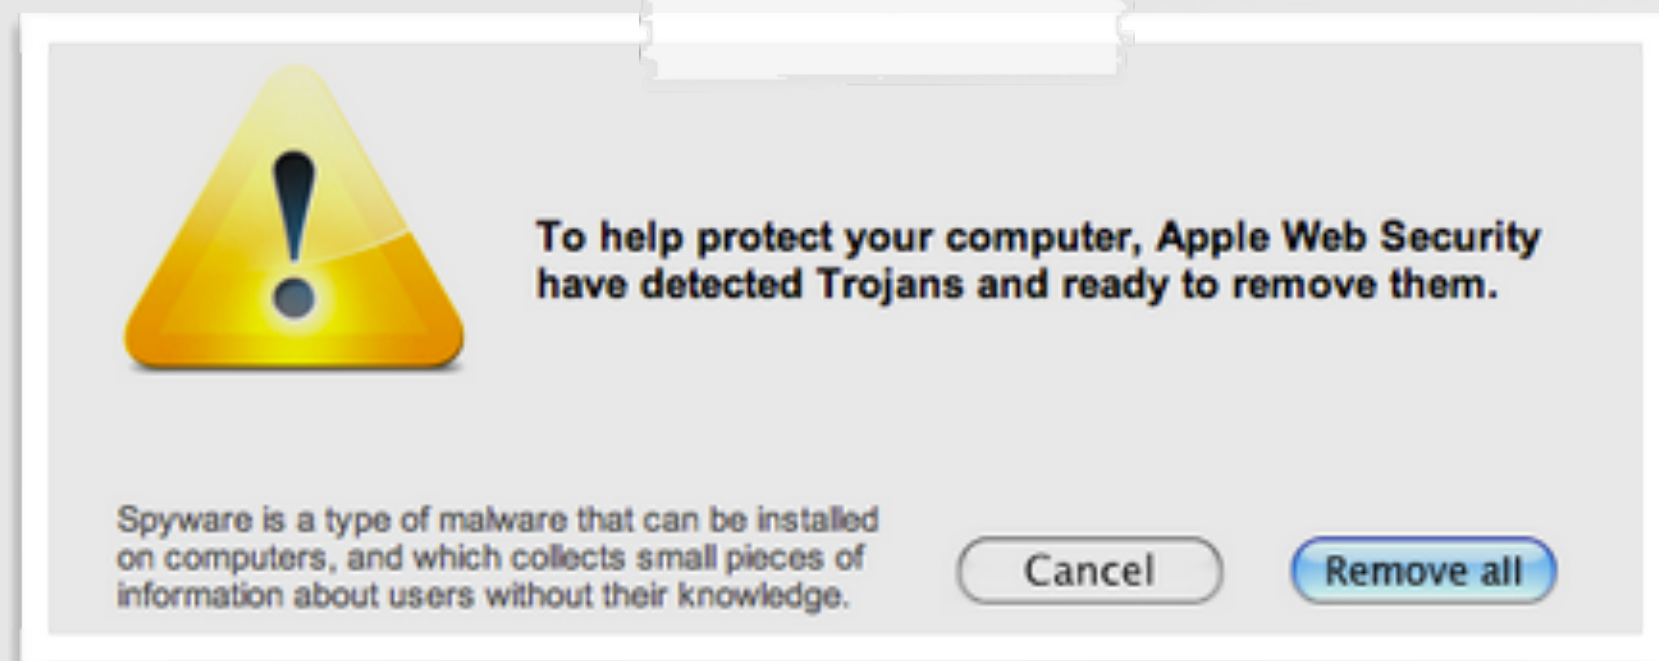 To help protect your computer, Apple Web Security
have detected Trojans and ready to remove them.
Spyware is a type of malware that can be installed
on computers, and which collects small pieces of
information about users without their knowledge.
Cancel
Remove all